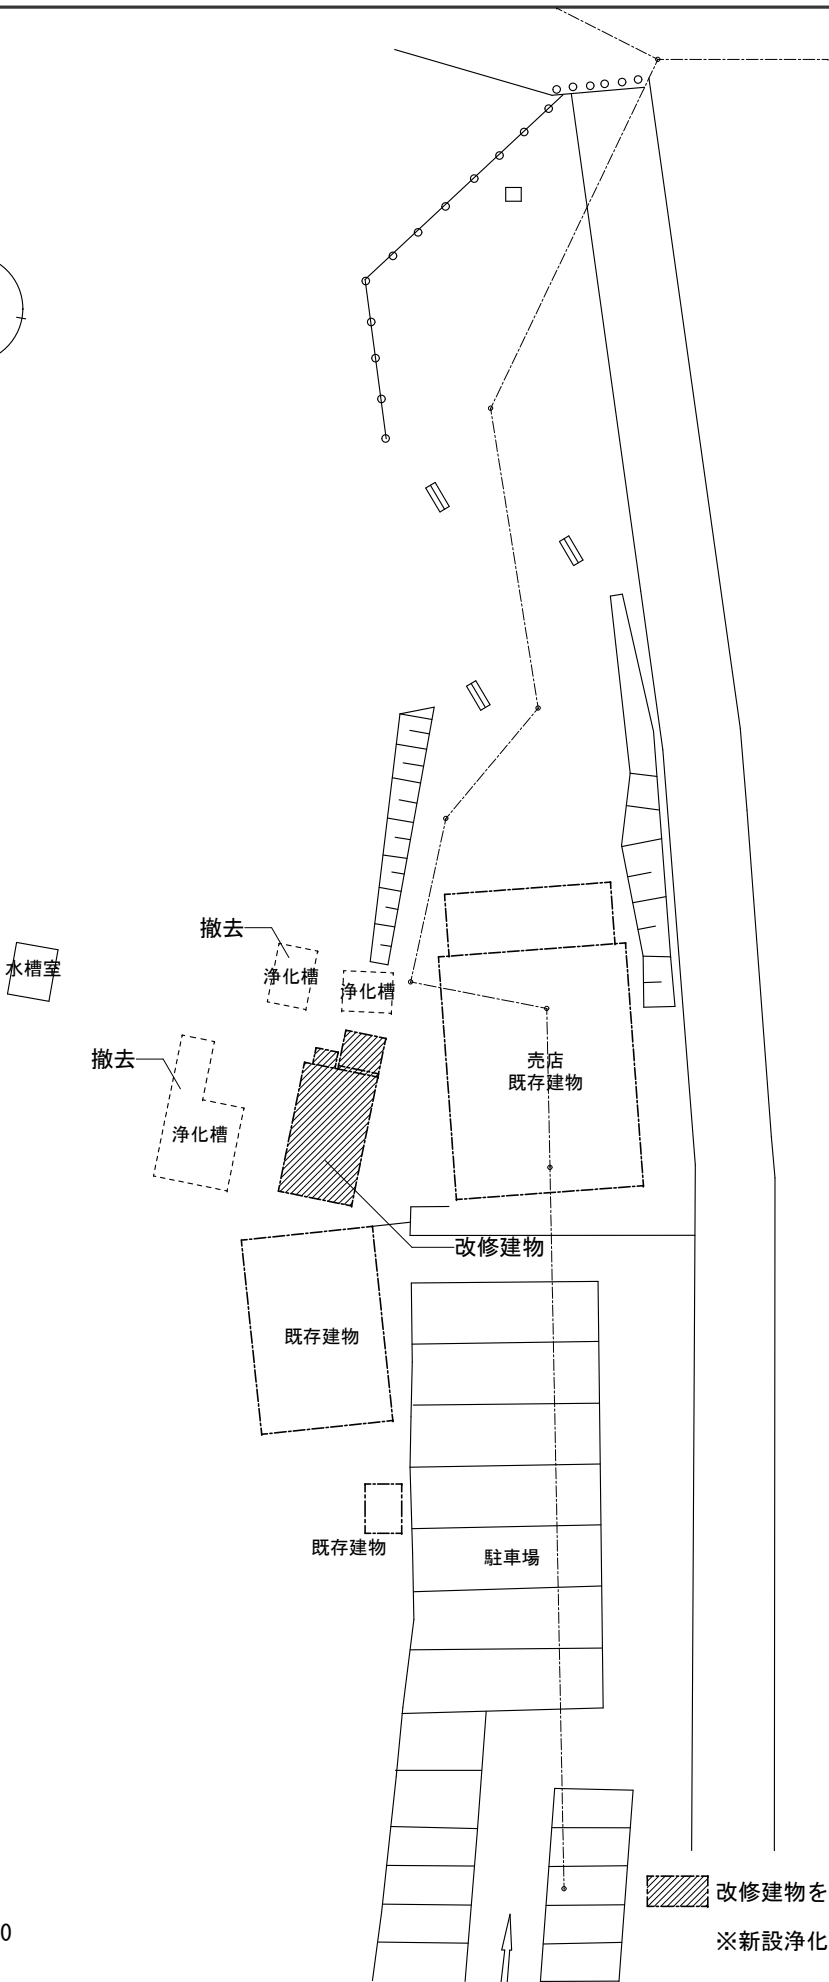 撤去
浄化槽
浄化槽
水槽室
撤去
浄化槽
売店
既存建物
改修建物
既存建物
既存建物
駐車場
改修建物を
※新設浄化
0